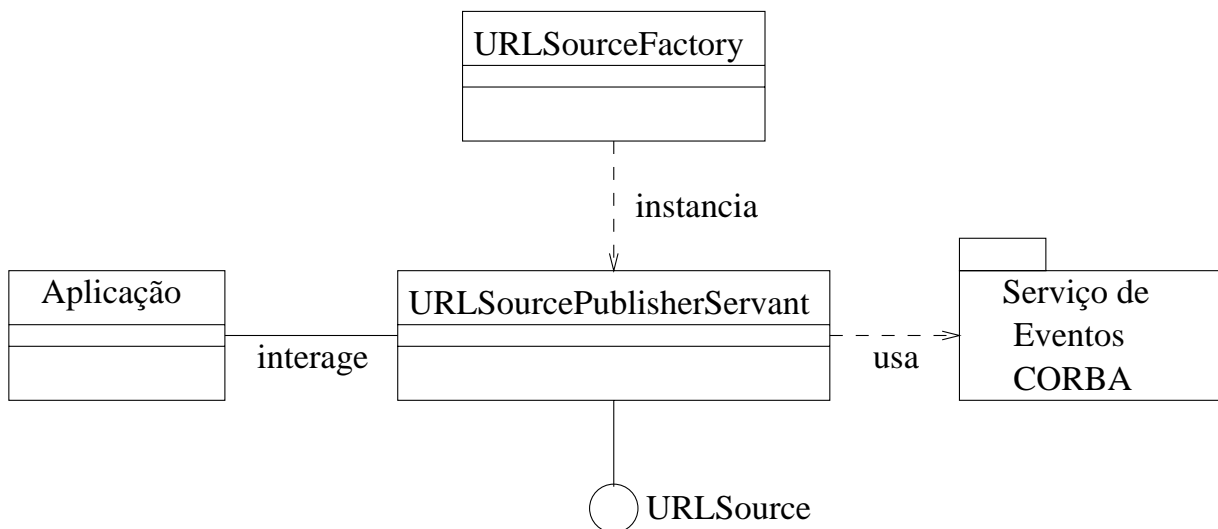 URLSourceFactory
instancia
Aplicação
interage
URLSourcePublisherServant
usa
Serviço de
Eventos
CORBA
URLSource